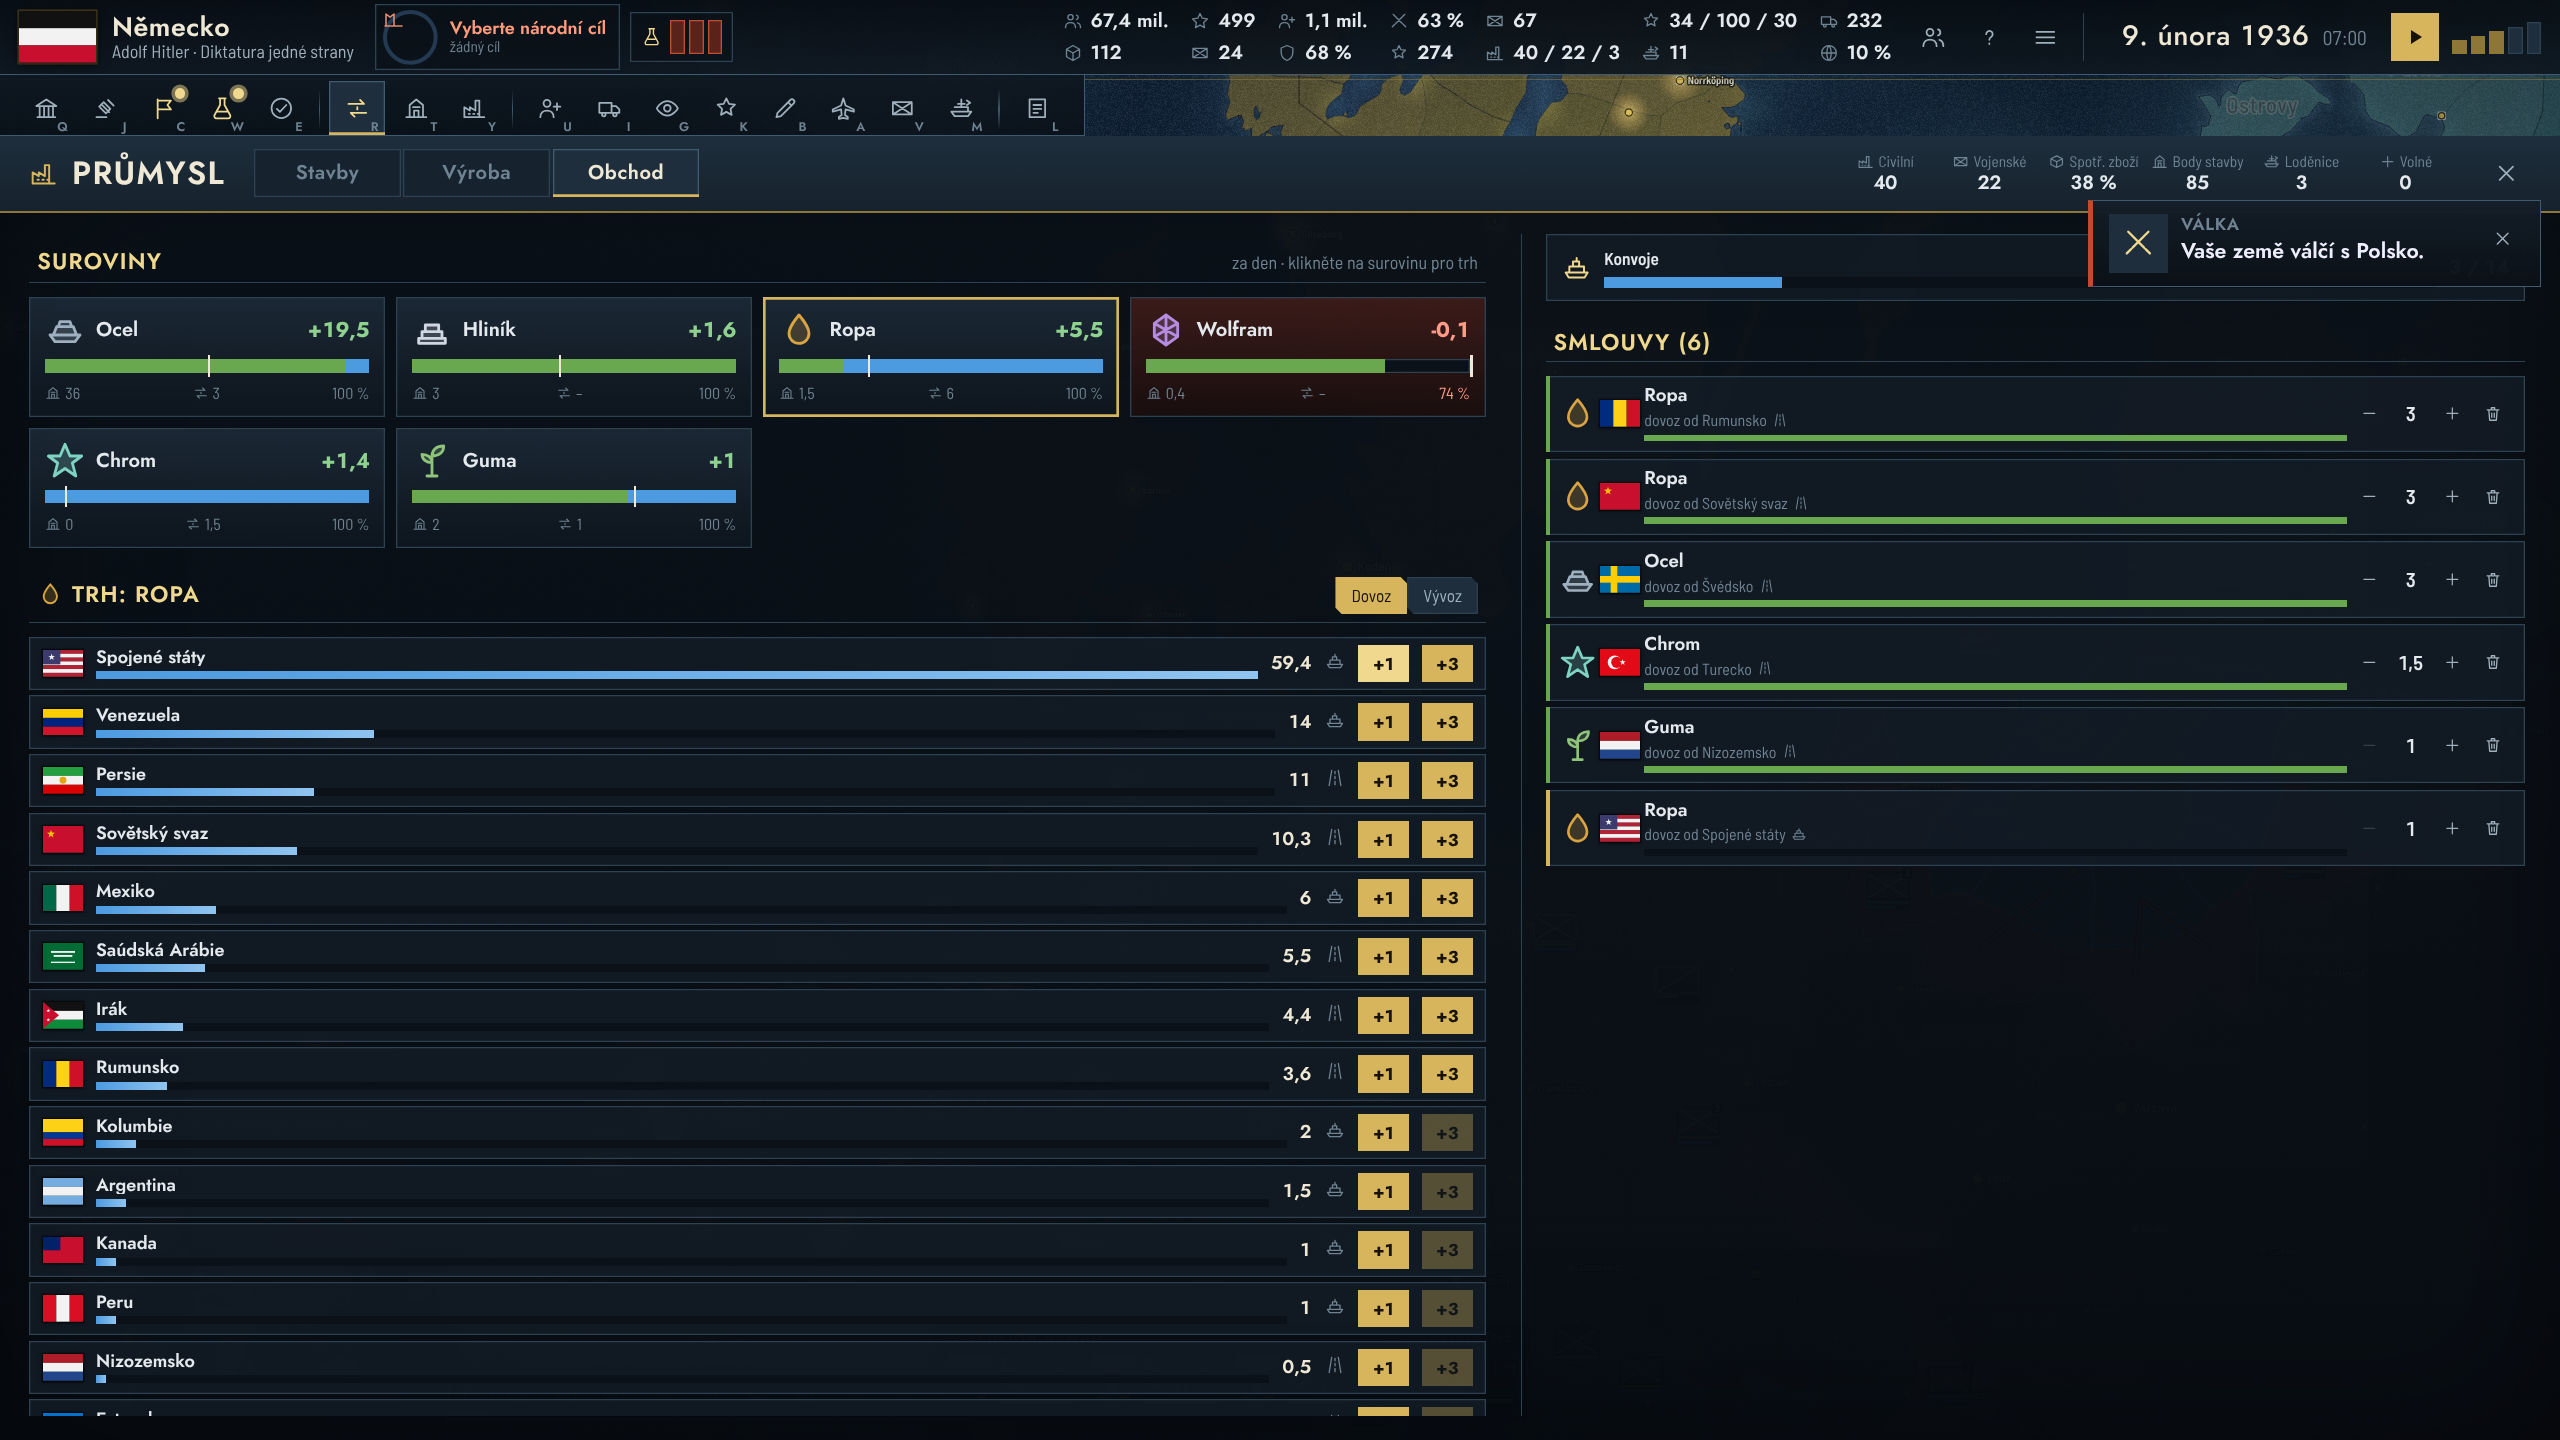 Německo
Adolf Hitler · Diktatura jedné strany
Vyberte národní cíl
žádný cíl
67,4 mil. 499 1,1 mil. 63 % 67 34 / 100 / 30 232
112 24 68 % 274 40 / 22 / 3 11 10 %
?
9. února 1936 07:00
Q J C W E R T Y U I G K B A V M L
Norrköping
Ostrovy
PRŮMYSL
Stavby
Výroba
Obchod
Civilní
40
Vojenské
22
Spotř. zboží
38 %
Body stavby
85
Loděnice
3
Volné
0
VÁLKA
Vaše země válčí s Polsko.
SUROVINY
za den · klikněte na surovinu pro trh
Ocel +19,5
36 3 100 %
Hliník +1,6
3 - 100 %
Ropa +5,5
1,5 6 100 %
Wolfram -0,1
0,4 - 74 %
Chrom +1,4
0 1,5 100 %
Guma +1
2 1 100 %
TRH: ROPA
Dovoz Vývoz
Spojené státy 59,4 +1 +3
Venezuela 14 +1 +3
Persie 11 +1 +3
Sovětský svaz 10,3 +1 +3
Mexiko 6 +1 +3
Saúdská Arábie 5,5 +1 +3
Irák 4,4 +1 +3
Rumunsko 3,6 +1 +3
Kolumbie 2 +1 +3
Argentina 1,5 +1 +3
Kanada 1 +1 +3
Peru 1 +1 +3
Nizozemsko 0,5 +1 +3
Konvoje
SMLOUVY (6)
Ropa
dovoz od Rumunsko
3
Ropa
dovoz od Sovětský svaz
3
Ocel
dovoz od Švédsko
3
Chrom
dovoz od Turecko
1,5
Guma
dovoz od Nizozemsko
1
Ropa
dovoz od Spojené státy
1